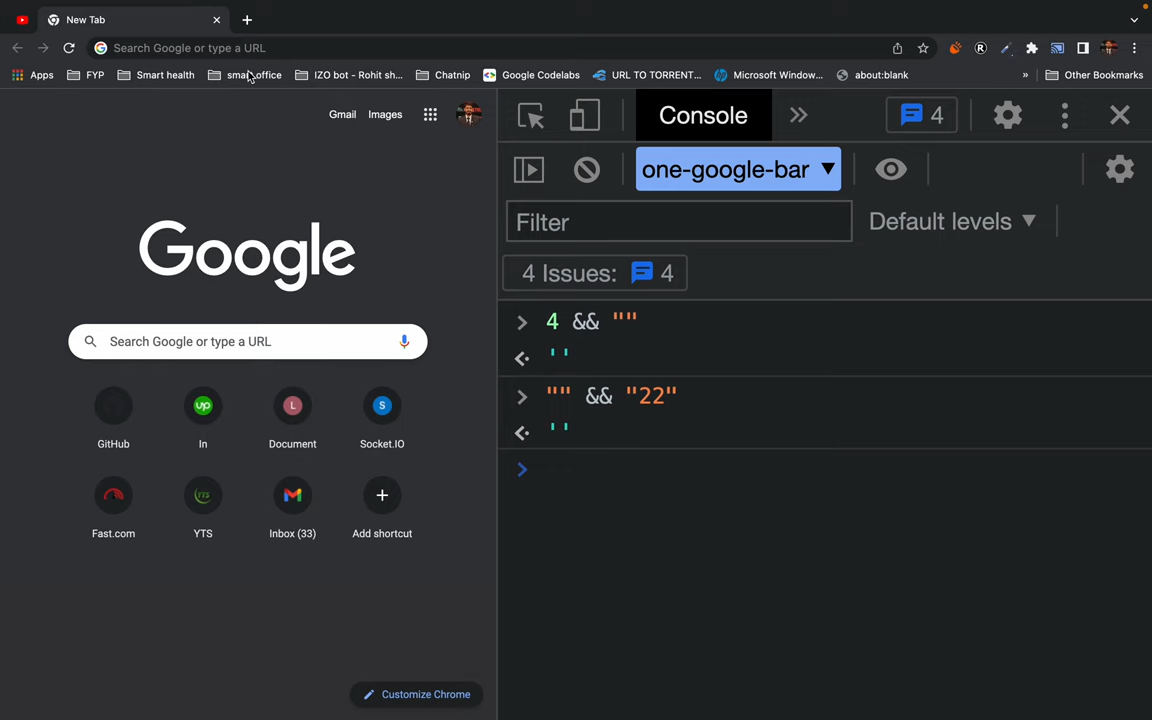 New Tab
Search Google or type a URL
Apps FYP Smart health smart office IZO bot - Rohit sh... Chatnip Google Codelabs URL TO TORRENT... Microsoft Window... about:blank » Other Bookmarks
Gmail Images
Google
Search Google or type a URL
GitHub In Document Socket.IO
Fast.com YTS Inbox (33) Add shortcut
Customize Chrome
Console » 4
one-google-bar ▼
Filter Default levels ▼
4 Issues: 4
> 4 && ""
<· ''
> "" && "22"
<· ''
>